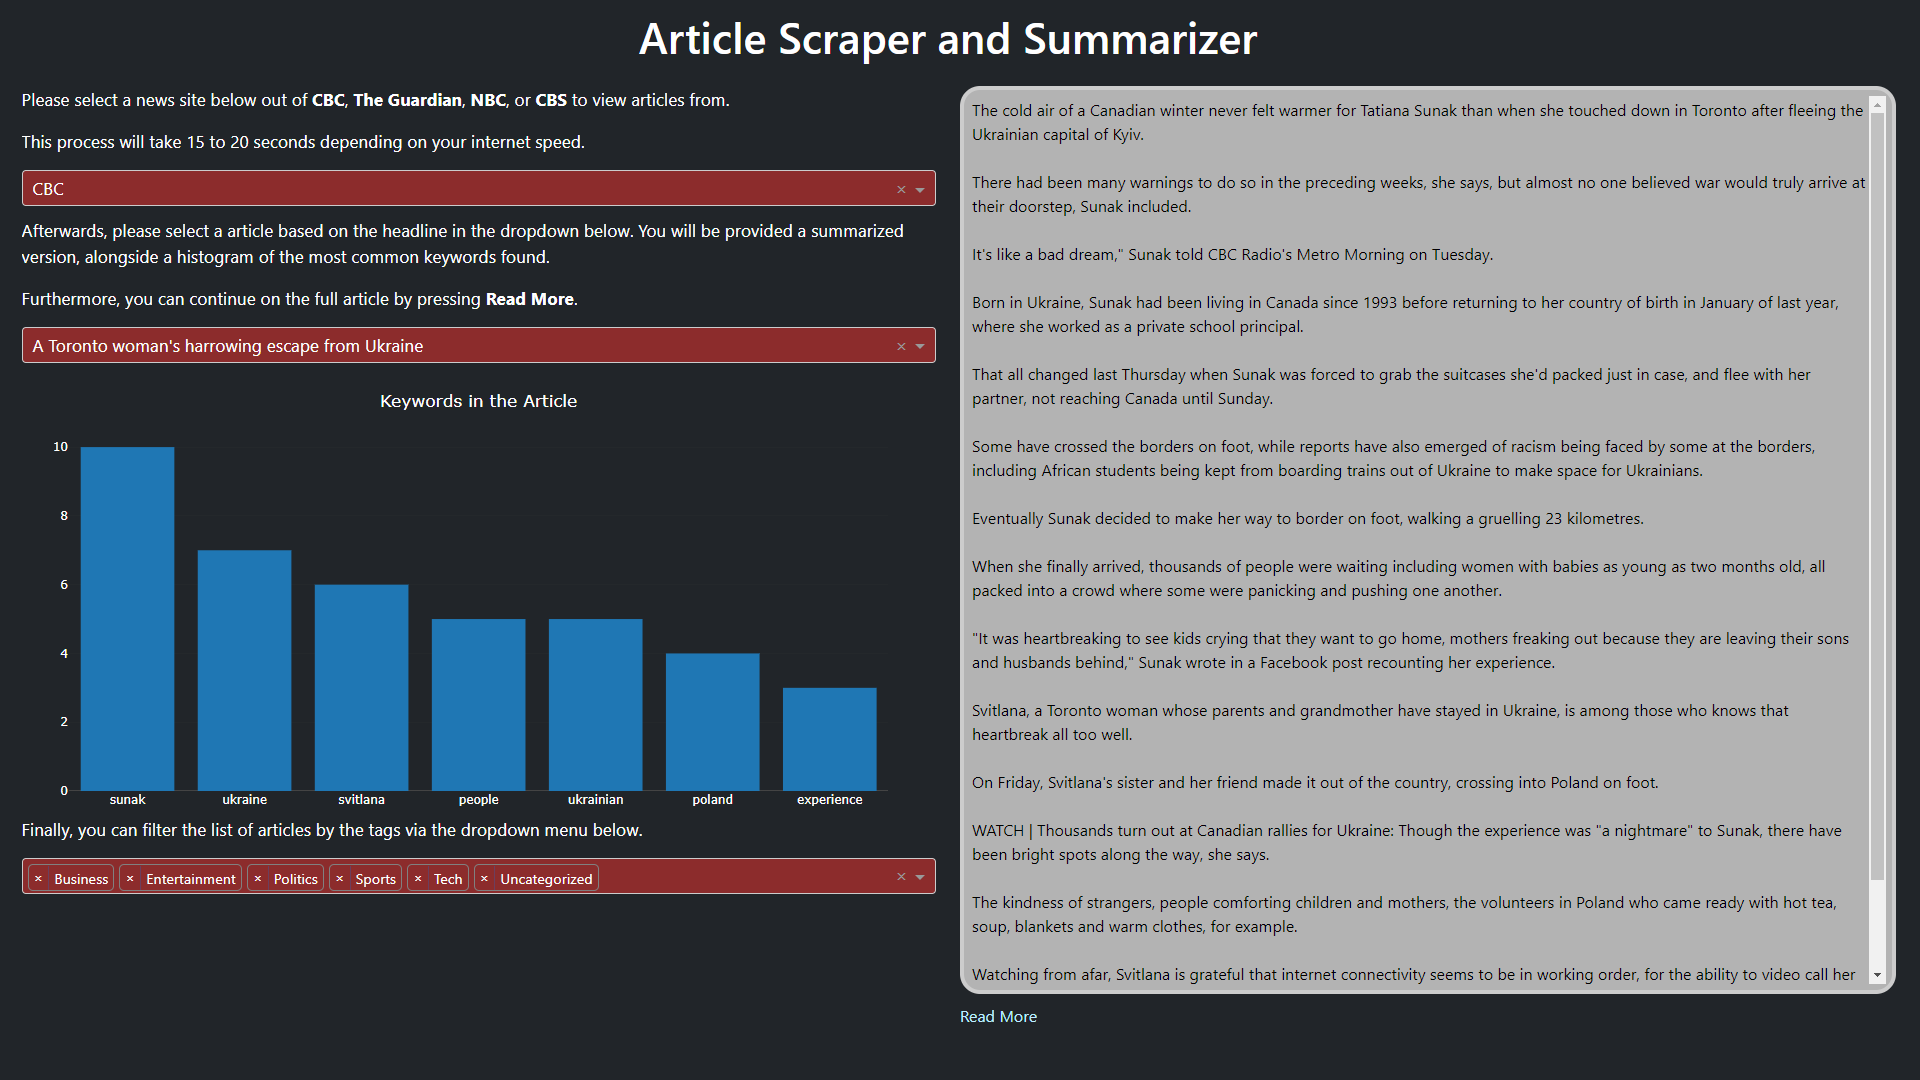 Article Scraper and Summarizer
Please select a news site below out of CBC, The Guardian, NBC, or CBS to view articles from.
This process will take 15 to 20 seconds depending on your internet speed.
CBC
Afterwards, please select a article based on the headline in the dropdown below. You will be provided a summarized
version, alongside a histogram of the most common keywords found.
Furthermore, you can continue on the full article by pressing Read More.
A Toronto woman's harrowing escape from Ukraine
Keywords in the Article
10
8
6
4
2
0
sunak ukraine svitlana people ukrainian poland experience
Finally, you can filter the list of articles by the tags via the dropdown menu below.
× Business × Entertainment × Politics × Sports × Tech × Uncategorized
The cold air of a Canadian winter never felt warmer for Tatiana Sunak than when she touched down in Toronto after fleeing the
Ukrainian capital of Kyiv.
There had been many warnings to do so in the preceding weeks, she says, but almost no one believed war would truly arrive at
their doorstep, Sunak included.
It's like a bad dream," Sunak told CBC Radio's Metro Morning on Tuesday.
Born in Ukraine, Sunak had been living in Canada since 1993 before returning to her country of birth in January of last year,
where she worked as a private school principal.
That all changed last Thursday when Sunak was forced to grab the suitcases she'd packed just in case, and flee with her
partner, not reaching Canada until Sunday.
Some have crossed the borders on foot, while reports have also emerged of racism being faced by some at the borders,
including African students being kept from boarding trains out of Ukraine to make space for Ukrainians.
Eventually Sunak decided to make her way to border on foot, walking a gruelling 23 kilometres.
When she finally arrived, thousands of people were waiting including women with babies as young as two months old, all
packed into a crowd where some were panicking and pushing one another.
"It was heartbreaking to see kids crying that they want to go home, mothers freaking out because they are leaving their sons
and husbands behind," Sunak wrote in a Facebook post recounting her experience.
Svitlana, a Toronto woman whose parents and grandmother have stayed in Ukraine, is among those who knows that
heartbreak all too well.
On Friday, Svitlana's sister and her friend made it out of the country, crossing into Poland on foot.
WATCH | Thousands turn out at Canadian rallies for Ukraine: Though the experience was "a nightmare" to Sunak, there have
been bright spots along the way, she says.
The kindness of strangers, people comforting children and mothers, the volunteers in Poland who came ready with hot tea,
soup, blankets and warm clothes, for example.
Watching from afar, Svitlana is grateful that internet connectivity seems to be in working order, for the ability to video call her
Read More